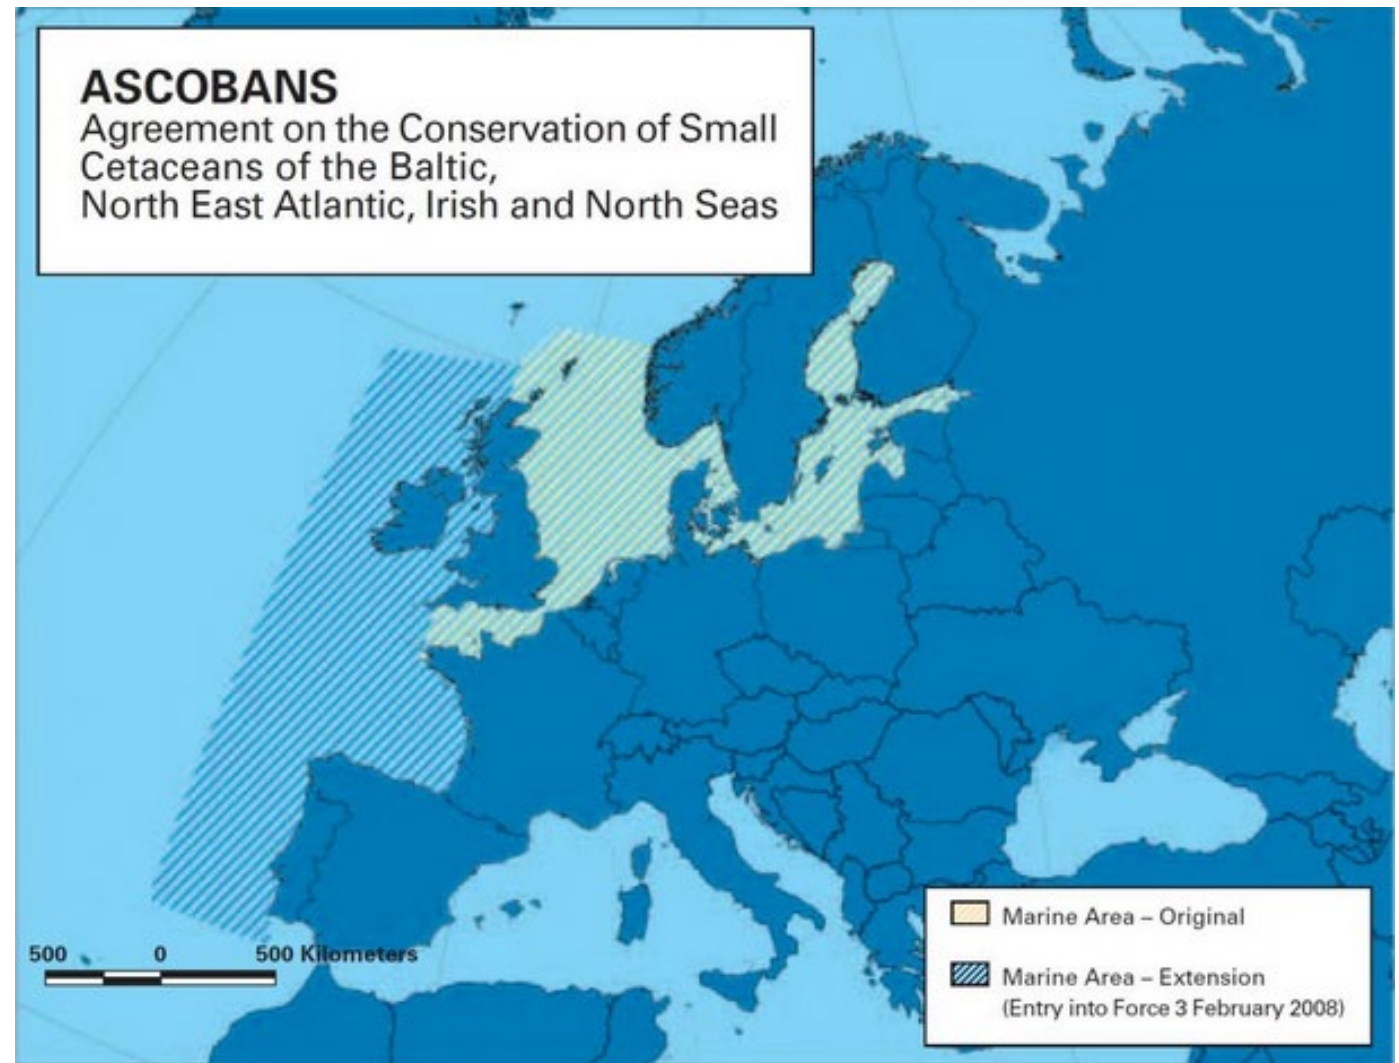 ASCOBANS
Agreement on the Conservation of Small
Cetaceans of the Baltic,
North East Atlantic, Irish and North Seas
500 0 500 Kilometers
Marine Area – Original
Marine Area – Extension
(Entry into Force 3 February 2008)